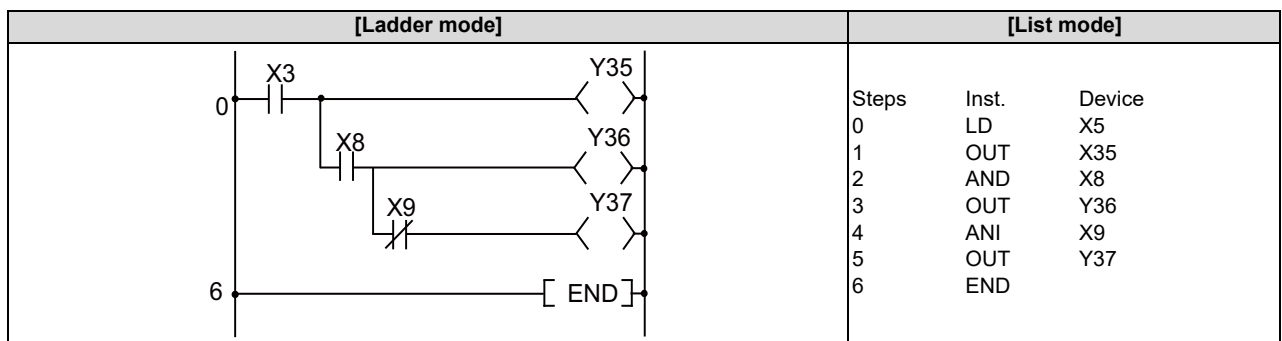 [Ladder mode]
[List mode]
X3
Y35
0
X8
Y36
X9
Y37
6
END
Steps Inst. Device
0 LD X5
1 OUT X35
2 AND X8
3 OUT Y36
4 ANI X9
5 OUT Y37
6 END